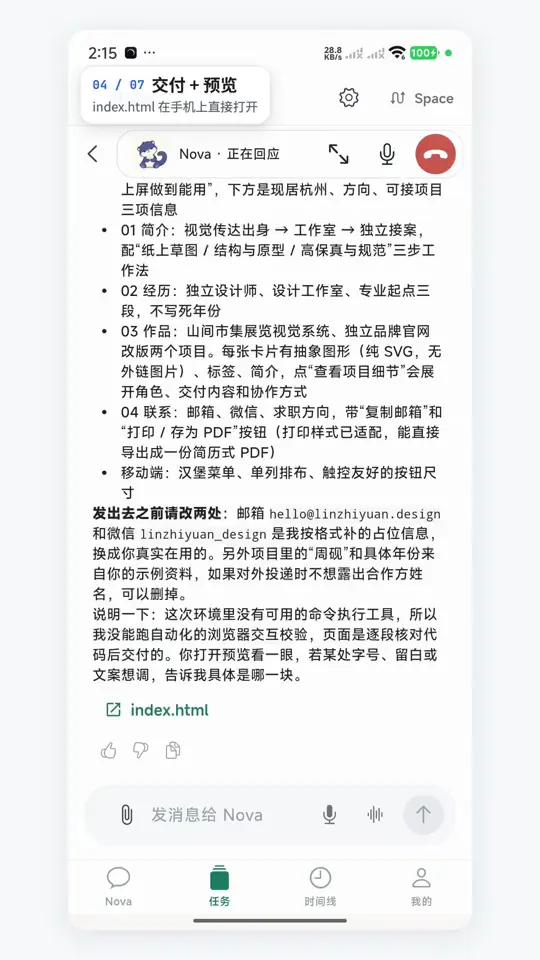 2:15
28.8
KB/s
100
04 / 07 交付 + 预览
index.html 在手机上直接打开
Space
Nova · 正在回应
上屏做到能用”，下方是现居杭州、方向、可接项目
三项信息
• 01 简介：视觉传达出身 → 工作室 → 独立接案，
配“纸上草图 / 结构与原型 / 高保真与规范”三步工
作法
• 02 经历：独立设计师、设计工作室、专业起点三
段，不写死年份
• 03 作品：山间市集展览视觉系统、独立品牌官网
改版两个项目。每张卡片有抽象图形（纯 SVG，无
外链图片）、标签、简介，点“查看项目细节”会展
开角色、交付内容和协作方式
• 04 联系：邮箱、微信、求职方向，带“复制邮箱”和
“打印 / 存为 PDF”按钮（打印样式已适配，能直接
导出成一份简历式 PDF）
• 移动端：汉堡菜单、单列排布、触控友好的按钮尺
寸
发出去之前请改两处：邮箱 hello@linzhiyuan.design
和微信 linzhiyuan_design 是我按格式补的占位信息，
换成你真实在用的。另外项目里的“周砚”和具体年份来
自你的示例资料，如果对外投递时不想露出合作方姓
名，可以删掉。
说明一下：这次环境里没有可用的命令执行工具，所以
我没能跑自动化的浏览器交互校验，页面是逐段核对代
码后交付的。你打开预览看一眼，若某处字号、留白或
文案想调，告诉我具体是哪一块。
index.html
发消息给 Nova
Nova
任务
时间线
我的